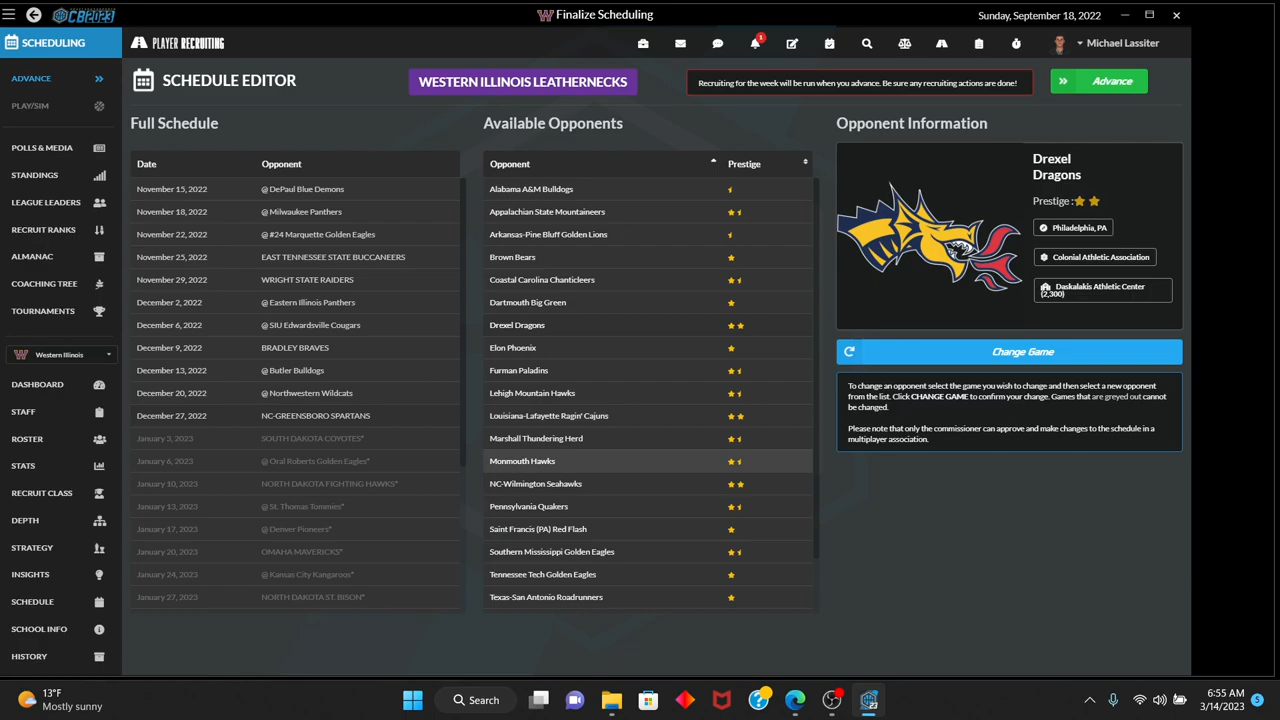 CB2023
Finalize Scheduling
Sunday, September 18, 2022
SCHEDULING
PLAYER RECRUITING
1
Michael Lassiter
ADVANCE
PLAY/SIM
POLLS & MEDIA
STANDINGS
LEAGUE LEADERS
RECRUIT RANKS
ALMANAC
COACHING TREE
TOURNAMENTS
Western Illinois
DASHBOARD
STAFF
ROSTER
STATS
RECRUIT CLASS
DEPTH
STRATEGY
INSIGHTS
SCHEDULE
SCHOOL INFO
HISTORY
SCHEDULE EDITOR
WESTERN ILLINOIS LEATHERNECKS
Recruiting for the week will be run when you advance. Be sure any recruiting actions are done!
Advance
Full Schedule
Date Opponent
November 15, 2022 @ DePaul Blue Demons
November 18, 2022 @ Milwaukee Panthers
November 22, 2022 @ #24 Marquette Golden Eagles
November 25, 2022 EAST TENNESSEE STATE BUCCANEERS
November 29, 2022 WRIGHT STATE RAIDERS
December 2, 2022 @ Eastern Illinois Panthers
December 6, 2022 @ SIU Edwardsville Cougars
December 9, 2022 BRADLEY BRAVES
December 13, 2022 @ Butler Bulldogs
December 20, 2022 @ Northwestern Wildcats
December 27, 2022 NC-GREENSBORO SPARTANS
January 3, 2023 SOUTH DAKOTA COYOTES*
January 6, 2023 @ Oral Roberts Golden Eagles*
January 10, 2023 NORTH DAKOTA FIGHTING HAWKS*
January 13, 2023 @ St. Thomas Tommies*
January 17, 2023 @ Denver Pioneers*
January 20, 2023 OMAHA MAVERICKS*
January 24, 2023 @ Kansas City Kangaroos*
January 27, 2023 NORTH DAKOTA ST. BISON*
Available Opponents
Opponent Prestige
Alabama A&M Bulldogs
Appalachian State Mountaineers
Arkansas-Pine Bluff Golden Lions
Brown Bears
Coastal Carolina Chanticleers
Dartmouth Big Green
Drexel Dragons
Elon Phoenix
Furman Paladins
Lehigh Mountain Hawks
Louisiana-Lafayette Ragin' Cajuns
Marshall Thundering Herd
Monmouth Hawks
NC-Wilmington Seahawks
Pennsylvania Quakers
Saint Francis (PA) Red Flash
Southern Mississippi Golden Eagles
Tennessee Tech Golden Eagles
Texas-San Antonio Roadrunners
Opponent Information
Drexel
Dragons
Prestige :
Philadelphia, PA
Colonial Athletic Association
Daskalakis Athletic Center
(2,300)
Change Game
To change an opponent select the game you wish to change and then select a new opponent
from the list. Click CHANGE GAME to confirm your change. Games that are greyed out cannot
be changed.
Please note that only the commissioner can approve and make changes to the schedule in a
multiplayer association.
13°F
Mostly sunny
Search
23
6:55 AM
3/14/2023
5